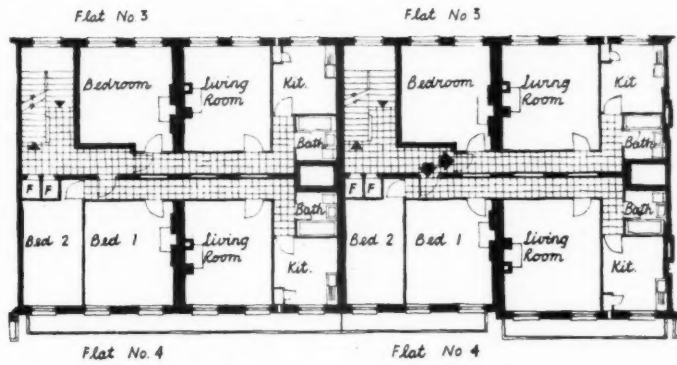 Flat No. 3
Flat No 3
Bedroom
Living
Room
Kit.
Bath
Bedroom
Living
Room
Kit
Bath
F F
Bed 2
Bed 1
Living
Room
Bath
Kit.
F F
Bed 2
Bed 1
Living
Room
Bath
Kit.
Flat No. 4
Flat No 4